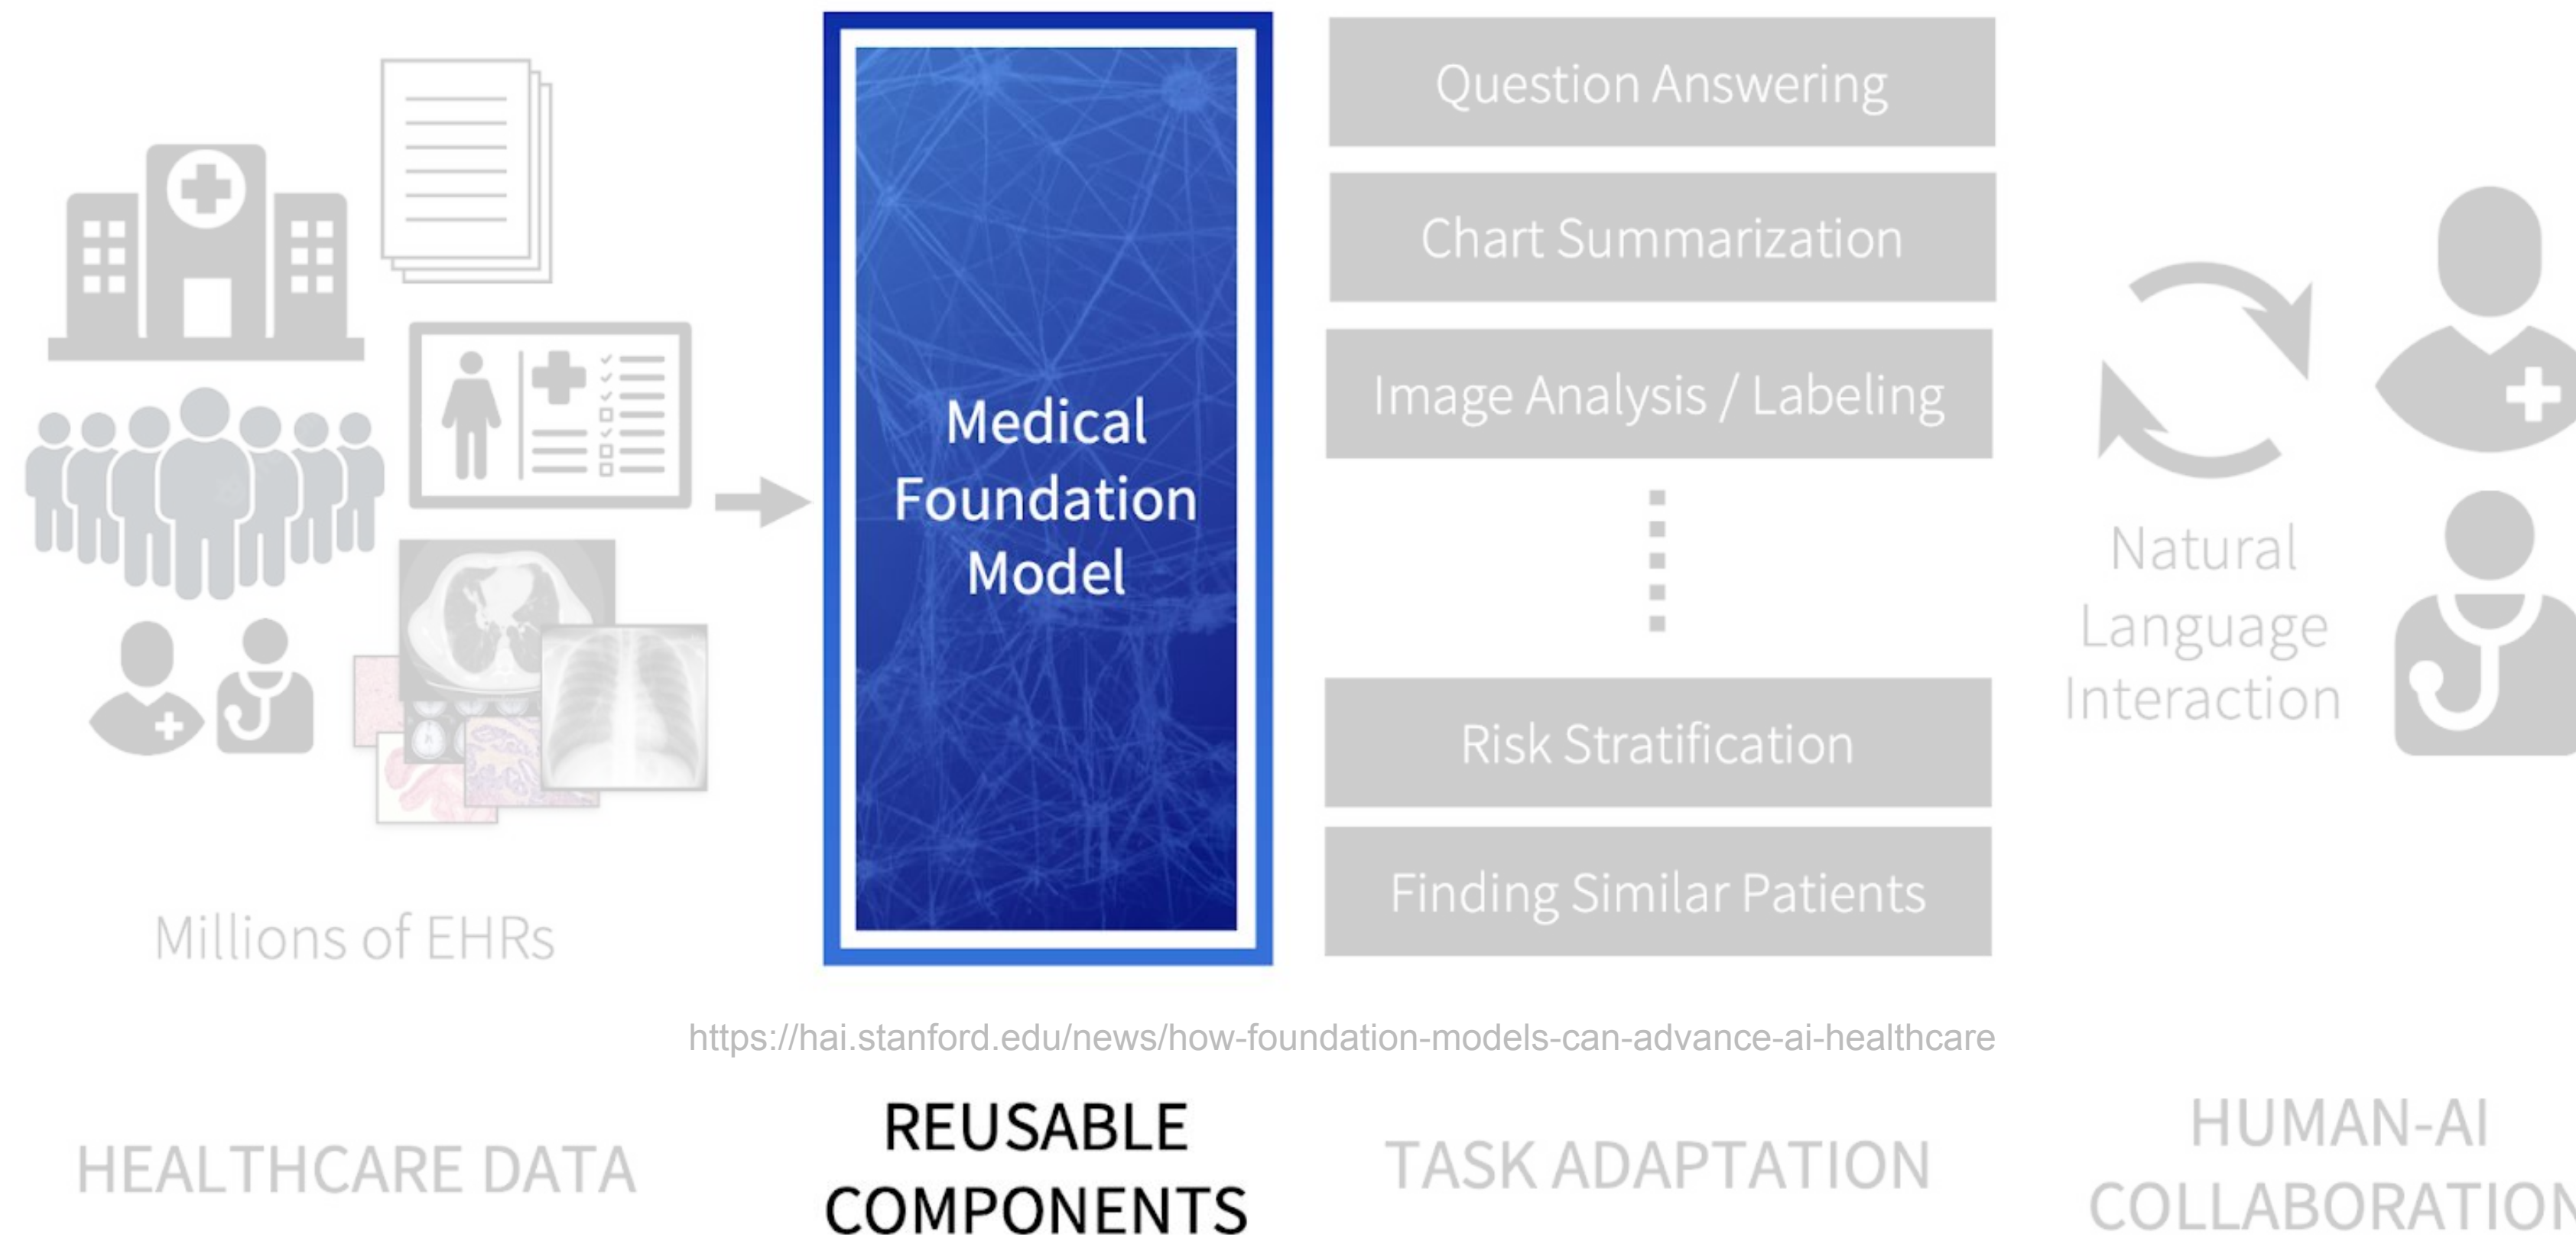 Question Answering
Chart Summarization
Image Analysis / Labeling
Medical
Foundation
Model
Natural
Language
Interaction
Risk Stratification
Finding Similar Patients
Millions of EHRs
https://hai.stanford.edu/news/how-foundation-models-can-advance-ai-healthcare
HEALTHCARE DATA
REUSABLE
COMPONENTS
TASK ADAPTATION
HUMAN-AI
COLLABORATION